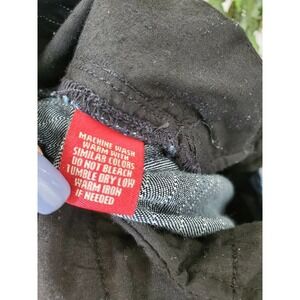 MACHINE WASH
WARM WITH
SIMILAR COLORS
DO NOT BLEACH
TUMBLE DRY LOW
WARM IRON
IF NEEDED